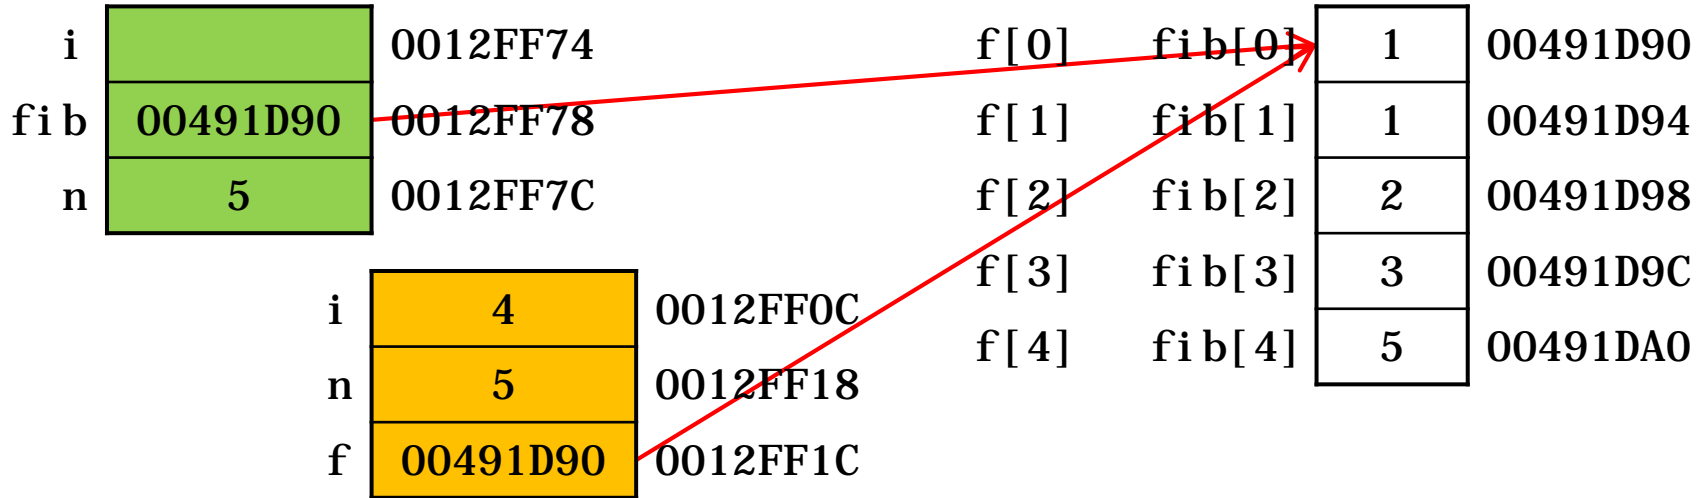 i 0012FF74 f[0] fib[0] 1 00491D90
fib 00491D90 0012FF78 f[1] fib[1] 1 00491D94
n 5 0012FF7C f[2] fib[2] 2 00491D98
f[3] fib[3] 3 00491D9C
i 4 0012FF0C
f[4] fib[4] 5 00491DA0
n 5 0012FF18
f 00491D90 0012FF1C